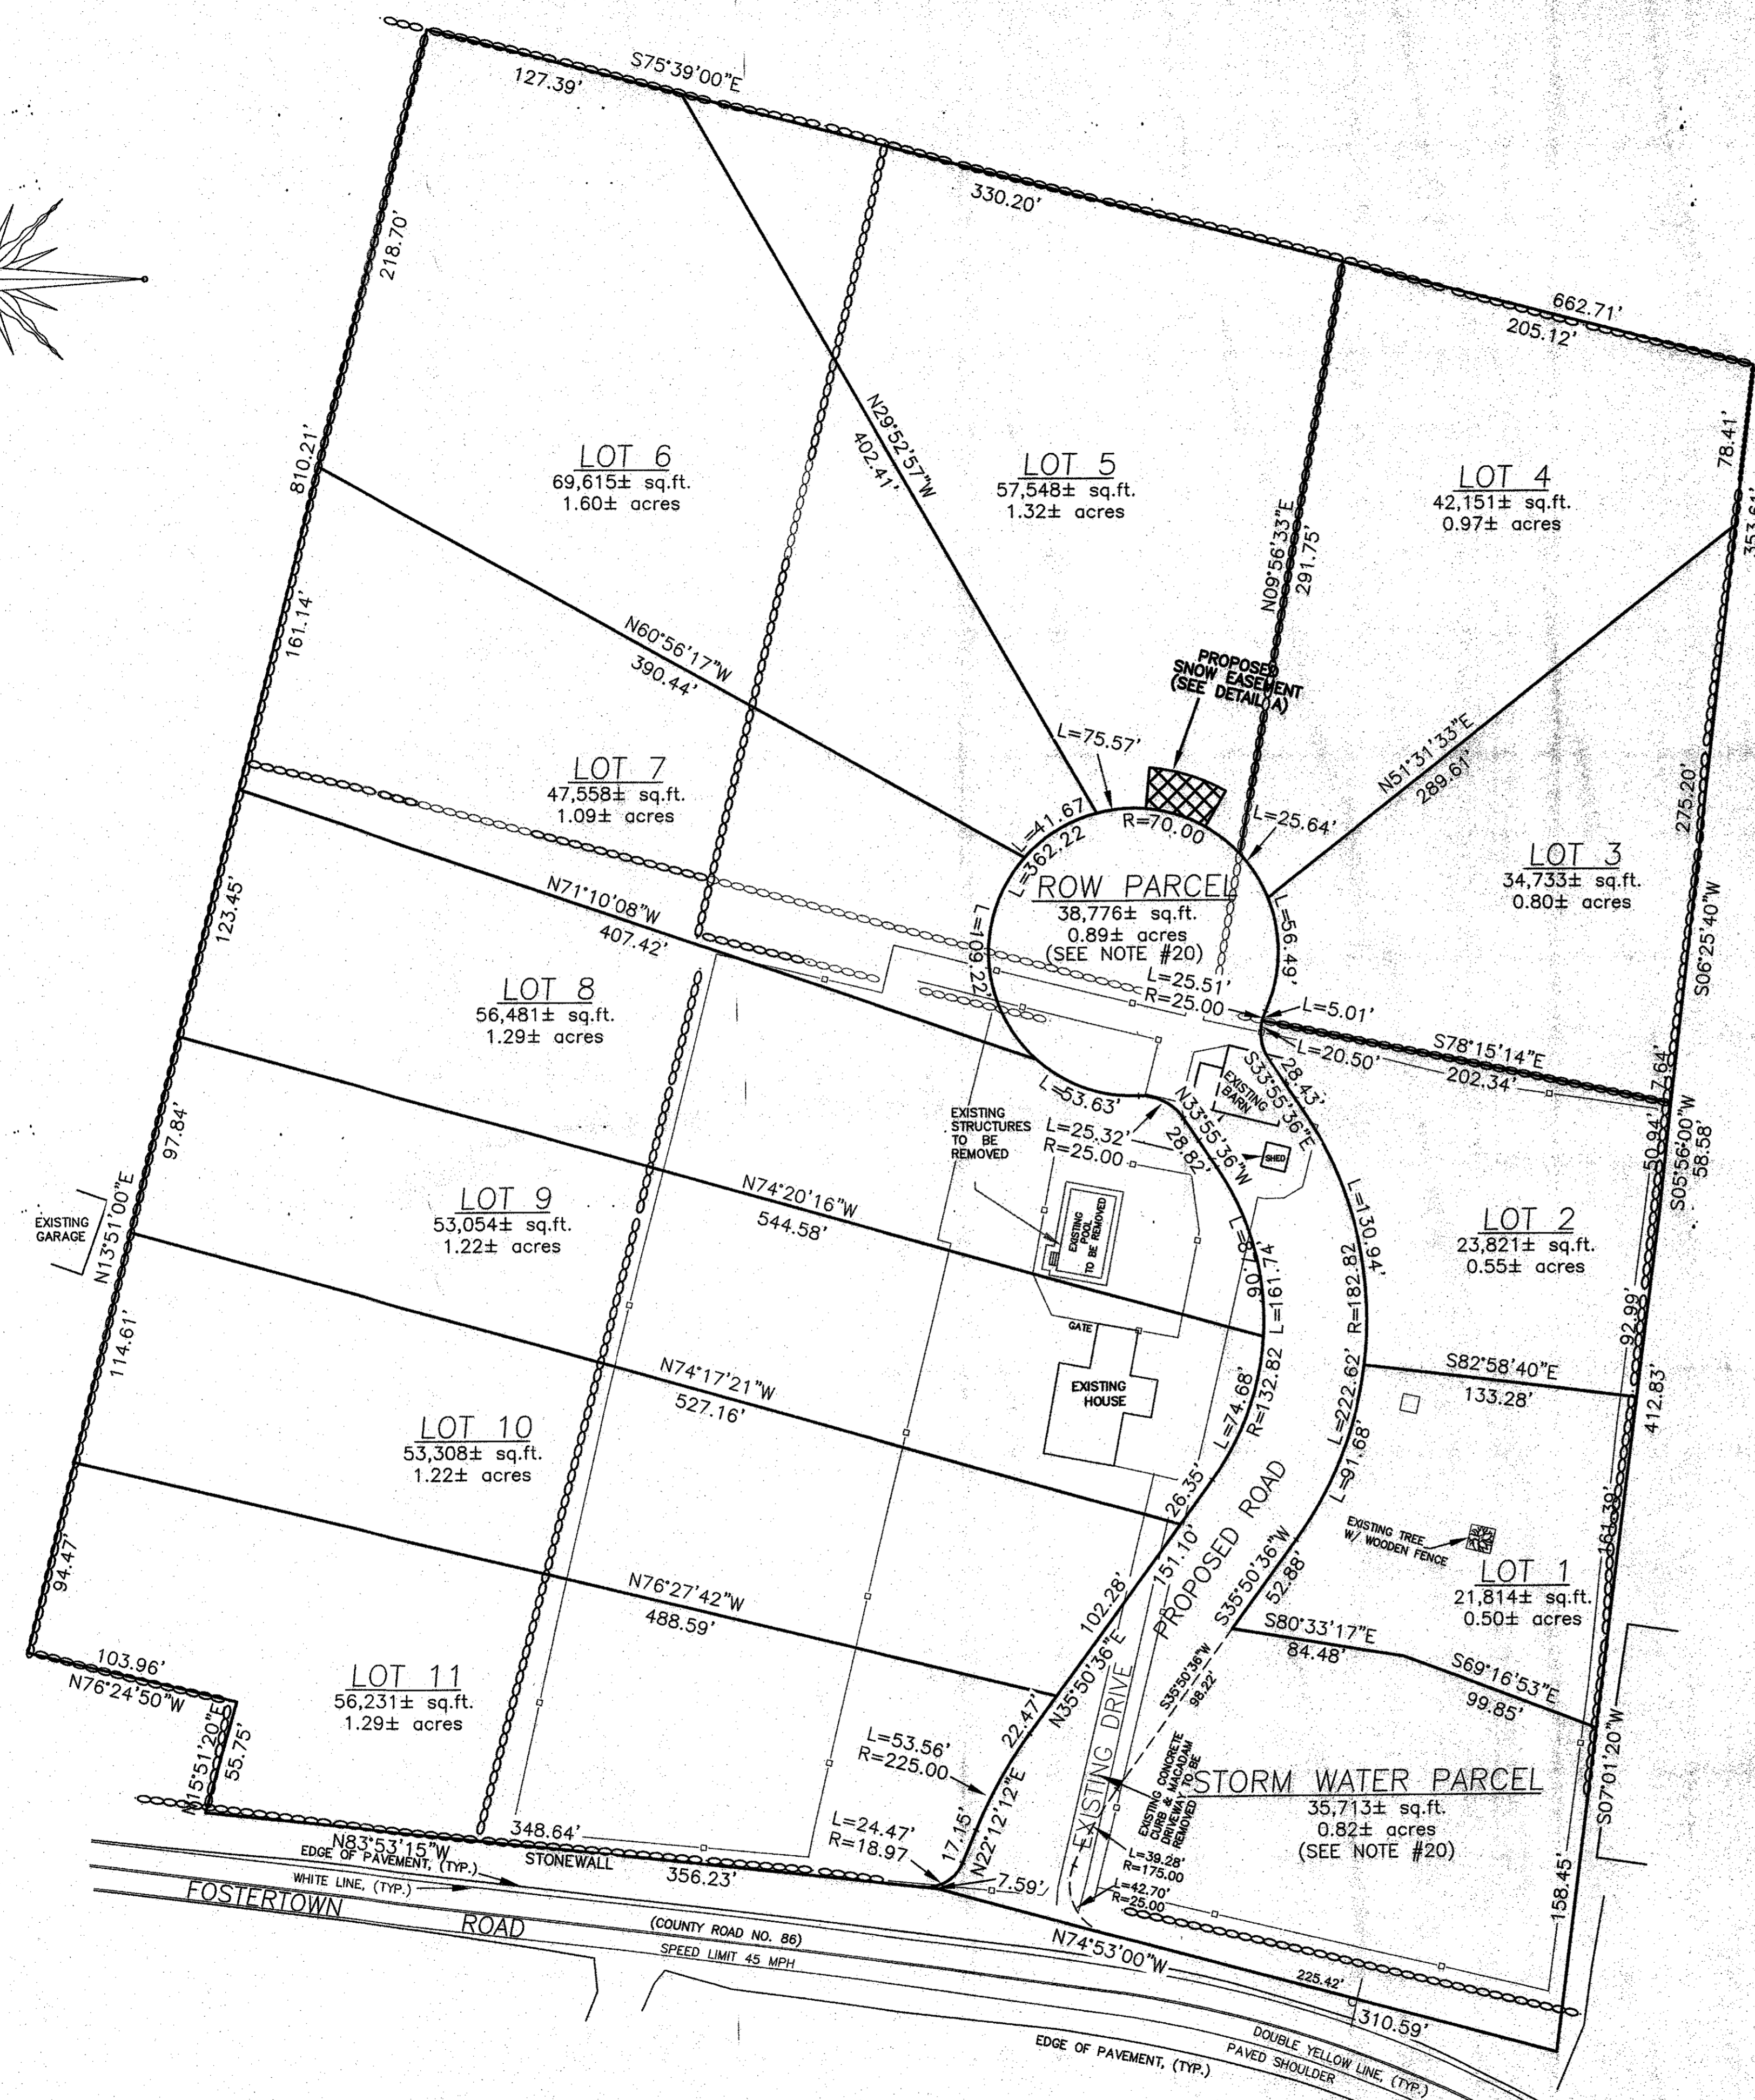 S75°39'00"E
127.39'
330.20'
662.71'
205.12'
218.70'
810.21'
161.14'
78.41'
LOT 6
69,615± sq.ft.
1.60± acres
N29°52'57"W
402.41'
LOT 5
57,548± sq.ft.
1.32± acres
N09°56'33"E
291.75'
LOT 4
42,151± sq.ft.
0.97± acres
N60°56'17"W
390.44'
PROPOSED
SNOW EASEMENT
(SEE DETAIL A)
N51°31'33"E
289.61'
275.20'
S06°25'40"W
LOT 7
47,558± sq.ft.
1.09± acres
L=75.57'
L=41.67
L=362.22
R=70.00
L=25.64'
L=109.22'
L=56.49'
ROW PARCEL
38,776± sq.ft.
0.89± acres
(SEE NOTE #20)
L=25.51'
R=25.00
L=5.01'
L=20.50'
LOT 3
34,733± sq.ft.
0.80± acres
S78°15'14"E
202.34'
123.45'
N71°10'08"W
407.42'
LOT 8
56,481± sq.ft.
1.29± acres
L=53.63'
L=25.32'
R=25.00
N33°55'36"W
28.82'
S33°55'36"E
28.43'
EXISTING
BARN
SHED
EXISTING
STRUCTURES
TO BE
REMOVED
EXISTING
POOL
TO BE REMOVED
50.94'
S05°56'00"W
58.58'
97.84'
N13°51'00"E
EXISTING
GARAGE
LOT 9
53,054± sq.ft.
1.22± acres
N74°20'16"W
544.58'
L=161.74'
R=132.82
L=130.94'
R=182.82
L=222.62'
LOT 2
23,821± sq.ft.
0.55± acres
92.99'
412.83'
GATE
EXISTING
HOUSE
L=74.68'
L=91.68'
S82°58'40"E
133.28'
114.61'
N74°17'21"W
527.16'
LOT 10
53,308± sq.ft.
1.22± acres
26.35'
151.10'
102.28'
PROPOSED ROAD
S35°50'36"W
52.88'
EXISTING TREE
W/ WOODEN FENCE
161.39'
LOT 1
21,814± sq.ft.
0.50± acres
94.47'
N76°27'42"W
488.59'
S80°33'17"E
84.48'
S69°16'53"E
99.85'
103.96'
N76°24'50"W
N15°51'20"E
55.75'
LOT 11
56,231± sq.ft.
1.29± acres
N35°50'36"E
22.47'
L=53.56'
R=225.00
EXISTING DRIVE
S35°50'36"W
98.22'
EXISTING CONCRETE
CURB & MACADAM
DRIVEWAY TO BE
REMOVED
STORM WATER PARCEL
35,713± sq.ft.
0.82± acres
(SEE NOTE #20)
S07°01'20"W
158.45'
L=24.47'
R=18.97
17.15'
N22°12'12"E
7.59'
L=39.28'
R=175.00
L=42.70'
R=25.00
N83°53'15"W
348.64'
STONEWALL
356.23'
EDGE OF PAVEMENT, (TYP.)
WHITE LINE, (TYP.)
FOSTERTOWN ROAD
(COUNTY ROAD NO. 86)
SPEED LIMIT 45 MPH
N74°53'00"W
225.42'
310.59'
EDGE OF PAVEMENT, (TYP.)
DOUBLE YELLOW LINE, (TYP.)
PAVED SHOULDER